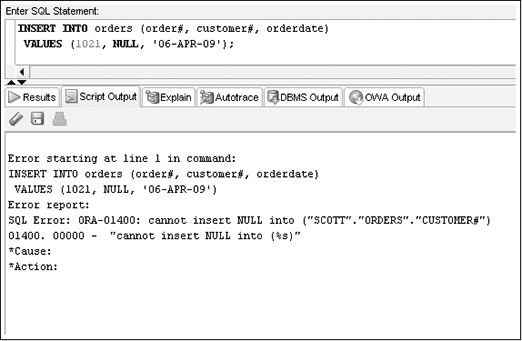 Enter SQL Statement:
INSERT INTO orders (order#, customer#, orderdate)
VALUES (1021, NULL, '06-APR-09');
Results Script Output Explain Autotrace DBMS Output OWA Output
Error starting at line 1 in command:
INSERT INTO orders (order#, customer#, orderdate)
VALUES (1021, NULL, '06-APR-09')
Error report:
SQL Error: ORA-01400: cannot insert NULL into ("SCOTT"."ORDERS"."CUSTOMER#")
01400. 00000 - "cannot insert NULL into (%s)"
*Cause:
*Action: